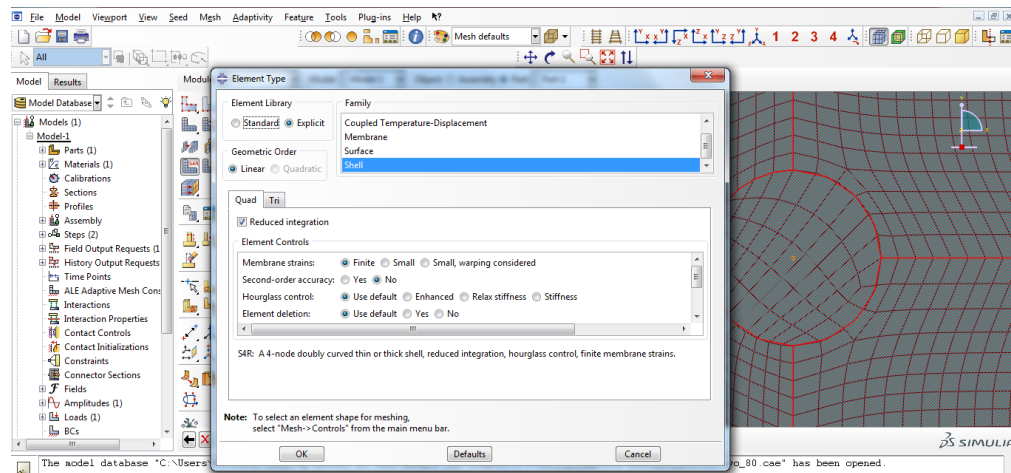 File Model Viewport View Seed Mesh Adaptivity Feature Tools Plug-ins Help
Mesh defaults
1 2 3 4
All
Model Results
Module
Model Database
Models (1)
Model-1
Parts (1)
Materials (1)
Calibrations
Sections
Profiles
Assembly
Steps (2)
Field Output Requests (1
History Output Requests
Time Points
ALE Adaptive Mesh Cons
Interactions
Interaction Properties
Contact Controls
Contact Initializations
Constraints
Connector Sections
Fields
Amplitudes (1)
Loads (1)
BCs
Element Type
Element Library
Standard Explicit
Geometric Order
Linear Quadratic
Family
Coupled Temperature-Displacement
Membrane
Surface
Shell
Quad Tri
Reduced integration
Element Controls
Membrane strains: Finite Small Small, warping considered
Second-order accuracy: Yes No
Hourglass control: Use default Enhanced Relax stiffness Stiffness
Element deletion: Use default Yes No
S4R: A 4-node doubly curved thin or thick shell, reduced integration, hourglass control, finite membrane strains.
Note: To select an element shape for meshing,
select "Mesh->Controls" from the main menu bar.
OK Defaults Cancel
SIMULIA
The model database "C:\Users vo_80.cae" has been opened.